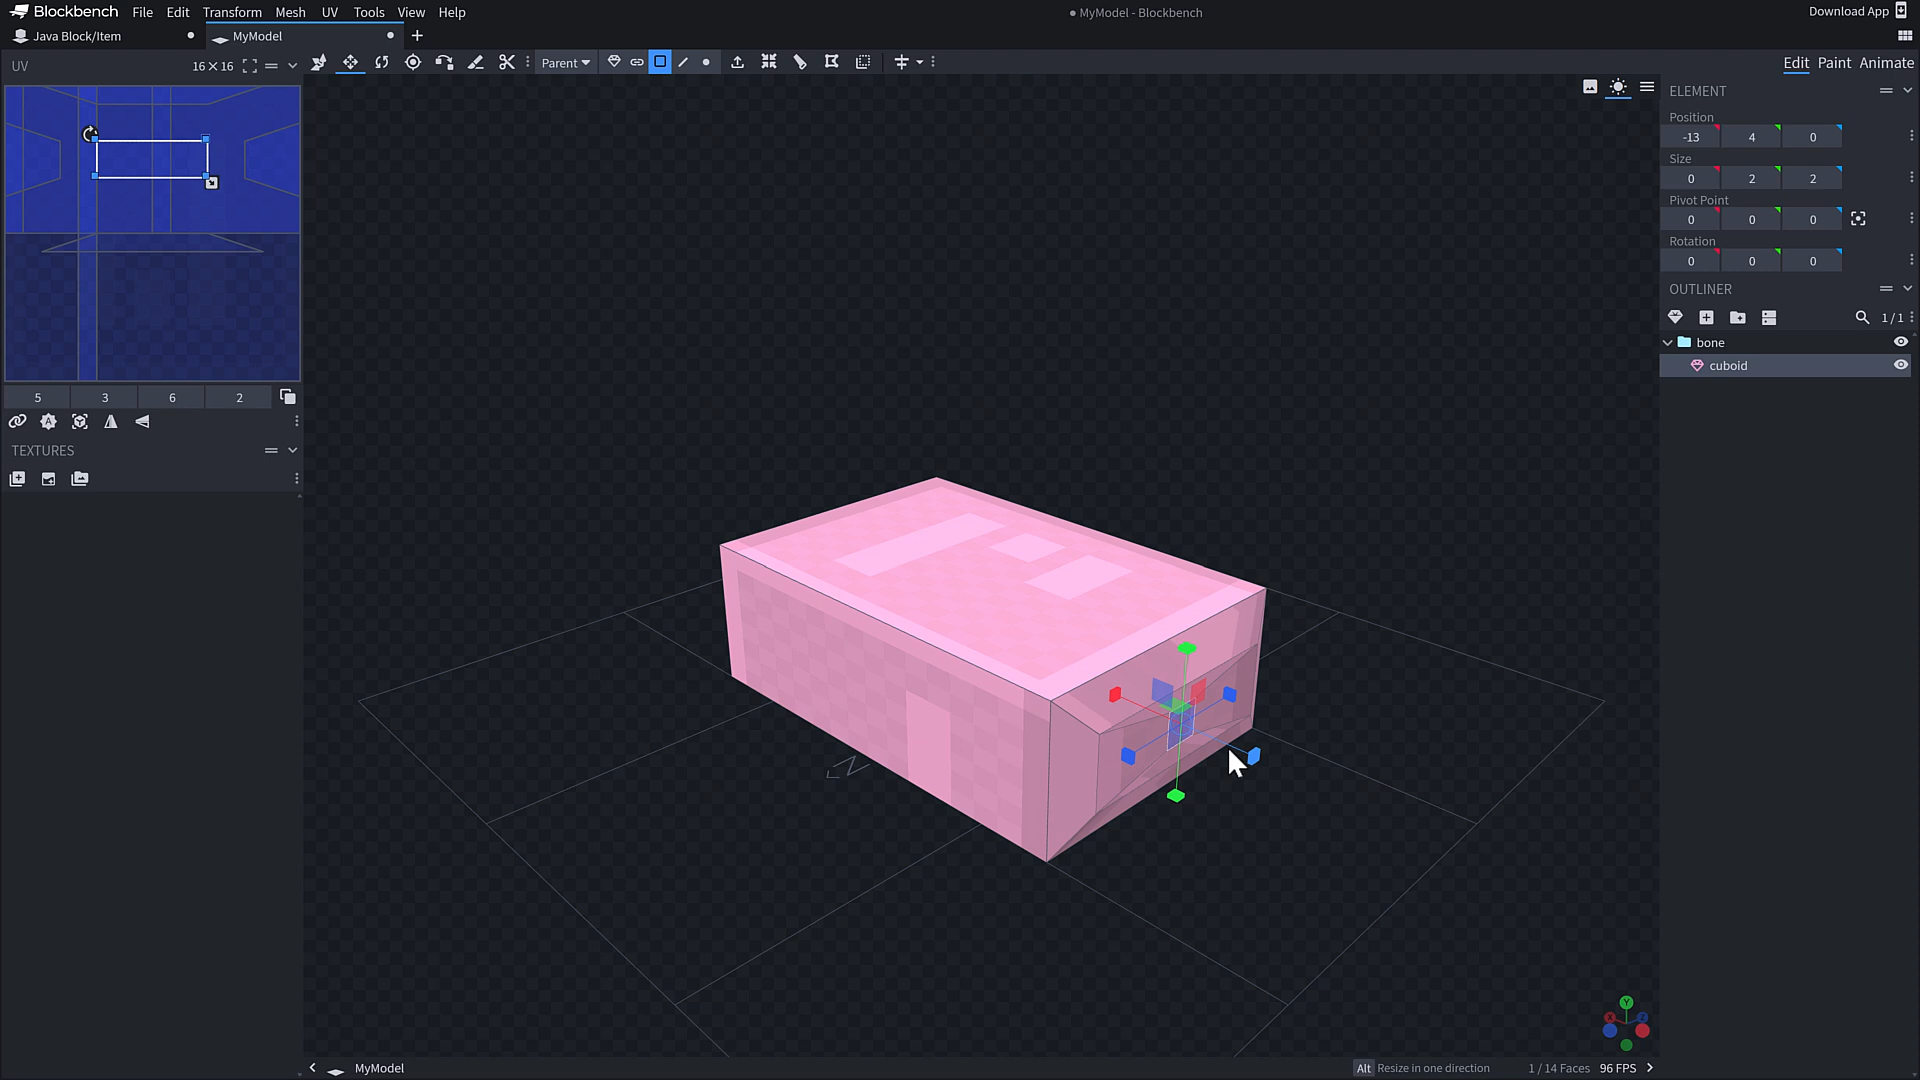 Blockbench File Edit Transform Mesh UV Tools View Help
MyModel - Blockbench
Download App
Java Block/Item
MyModel
UV
16 × 16
Parent
Edit Paint Animate
ELEMENT
Position
-13 4 0
Size
0 2 2
Pivot Point
0 0 0
Rotation
0 0 0
OUTLINER
1 / 1
bone
cuboid
5 3 6 2
TEXTURES
N
Y
X Z
MyModel
Alt Resize in one direction
1 / 14 Faces
96 FPS